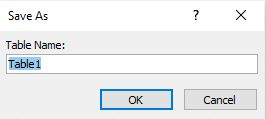 Save As ? ×
Table Name:
Table1
OK Cancel